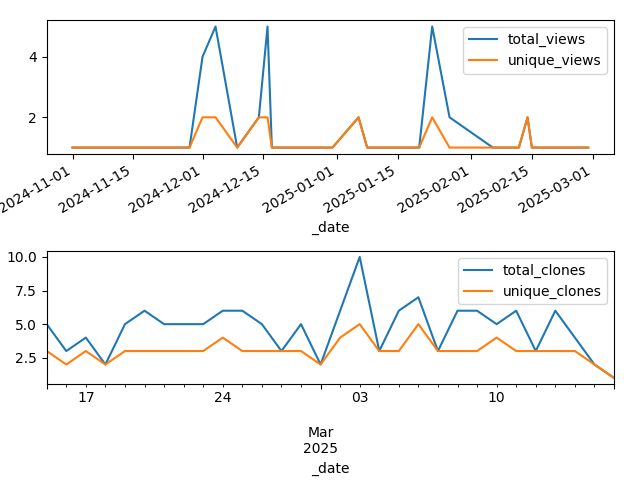 4
2
total_views
unique_views
2024-11-01
2024-11-15
2024-12-01
2024-12-15
2025-01-01
2025-01-15
2025-02-01
2025-02-15
2025-03-01
_date
10.0
7.5
5.0
2.5
total_clones
unique_clones
17
24
03
10
Mar
2025
_date